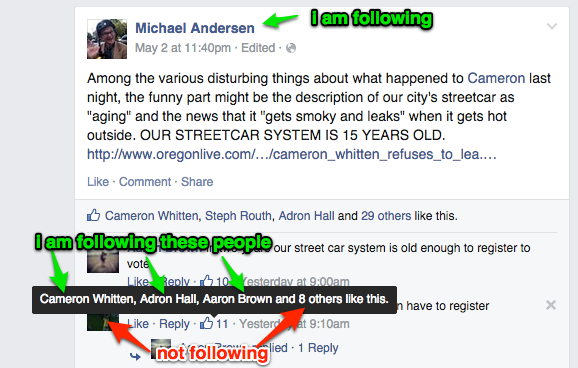 Michael Andersen
i am following
May 2 at 11:40pm · Edited ·
Among the various disturbing things about what happened to Cameron last
night, the funny part might be the description of our city's streetcar as
"aging" and the news that it "gets smoky and leaks" when it gets hot
outside. OUR STREETCAR SYSTEM IS 15 YEARS OLD.
http://www.oregonlive.com/…/cameron_whitten_refuses_to_lea….
Like · Comment · Share
Cameron Whitten, Steph Routh, Adron Hall and 29 others like this.
i am following these people
our street car system is old enough to register to
vote
Like · Reply · 10 · Yesterday at 9:00am
Cameron Whitten, Adron Hall, Aaron Brown and 8 others like this.
have to register
Like · Reply · 11 · Yesterday at 9:10am
not following
replied · 1 Reply